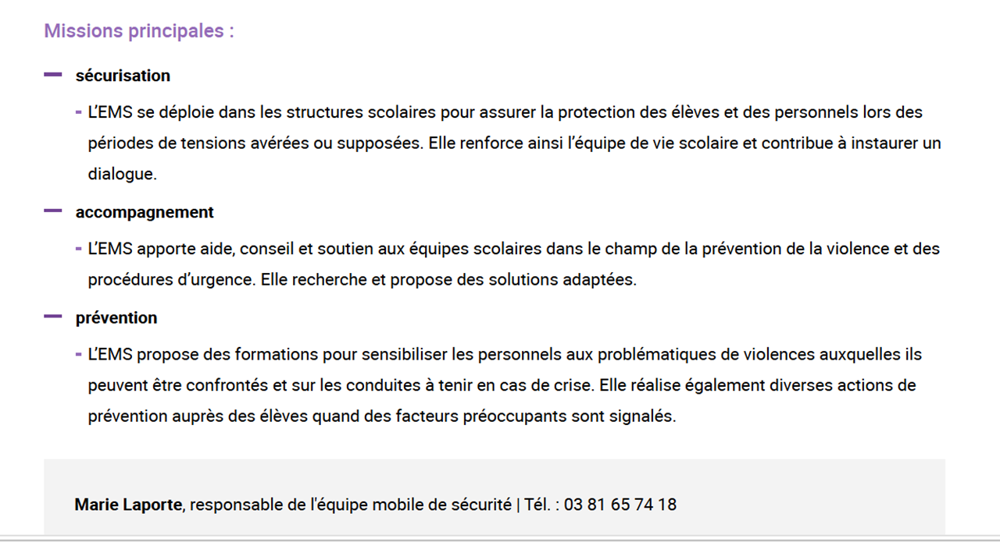 Missions principales :
sécurisation
- L’EMS se déploie dans les structures scolaires pour assurer la protection des élèves et des personnels lors des
périodes de tensions avérées ou supposées. Elle renforce ainsi l’équipe de vie scolaire et contribue à instaurer un
dialogue.
accompagnement
- L’EMS apporte aide, conseil et soutien aux équipes scolaires dans le champ de la prévention de la violence et des
procédures d’urgence. Elle recherche et propose des solutions adaptées.
prévention
- L’EMS propose des formations pour sensibiliser les personnels aux problématiques de violences auxquelles ils
peuvent être confrontés et sur les conduites à tenir en cas de crise. Elle réalise également diverses actions de
prévention auprès des élèves quand des facteurs préoccupants sont signalés.
Marie Laporte, responsable de l'équipe mobile de sécurité | Tél. : 03 81 65 74 18